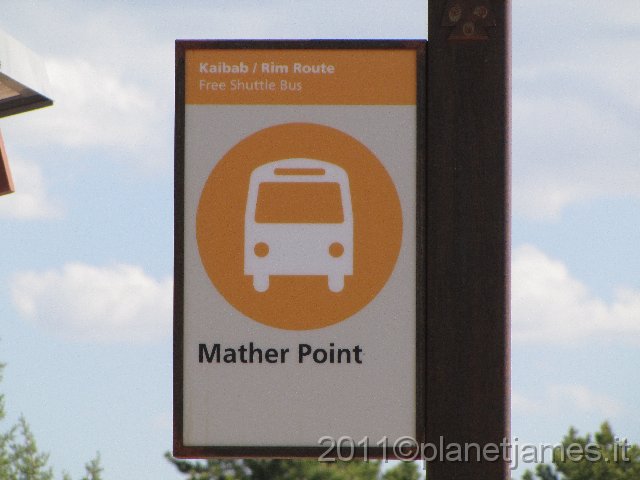 Kaibab / Rim Route
Free Shuttle Bus
Mather Point
2011©planetjames.it